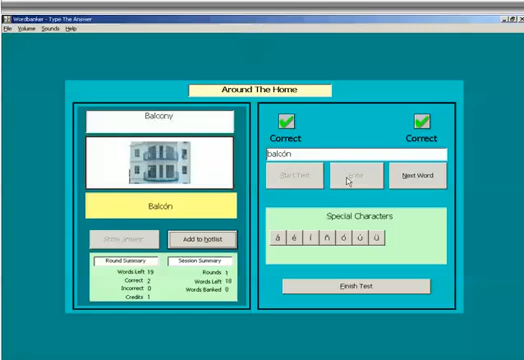 Wordbanker - Type The Answer
File Volume Sounds Help
Around The Home
Balcony
Balcón
Show answer
Add to hotlist
Round Summary
Words Left 19
Correct 2
Incorrect 0
Credits 1
Session Summary
Rounds 1
Words Left 18
Words Banked 0
Correct
Correct
balcón
Start Test
Next Word
Special Characters
á é í ñ ó ú ü
Finish Test